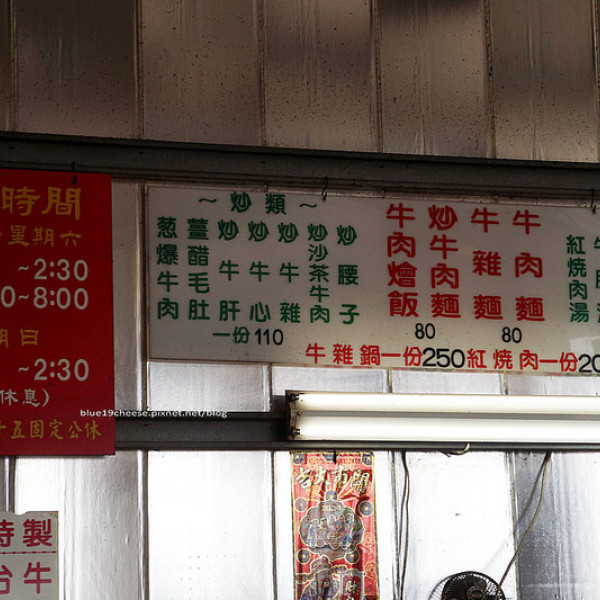 時間
星期六
~2:30
0~8:00
期日
~2:30
休息)
五固定公休
blue19cheese.pixnet.net/blog
~炒類~
葱爆牛肉
薑醋毛肚
炒牛肝
炒牛心
炒牛雜
炒沙茶牛肉
炒腰子
一份110
牛肉燴飯
炒牛肉麵
80
牛雜麵
牛肉麵
80
紅燒肉湯
牛雜鍋一份250紅燒肉一份20
特製
台牛